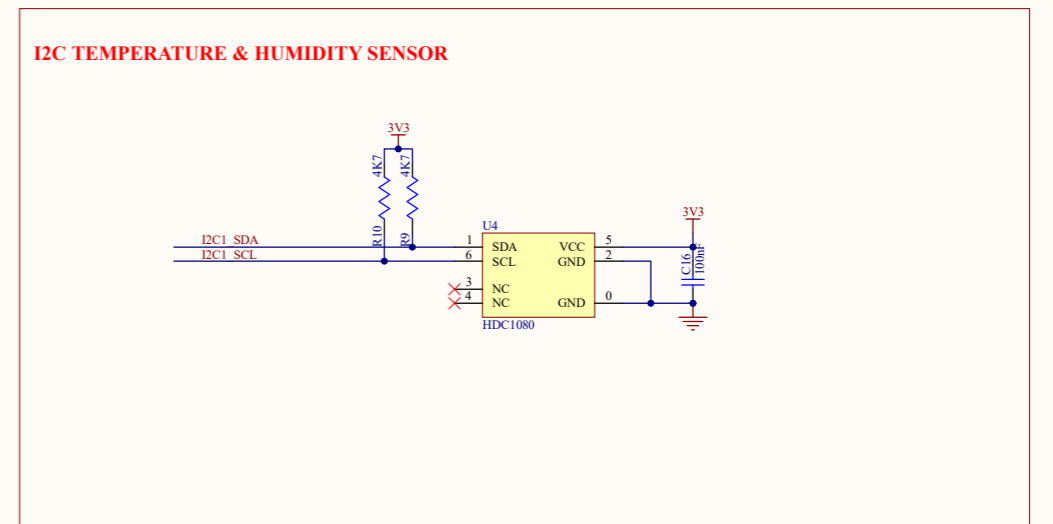 I2C TEMPERATURE & HUMIDITY SENSOR
3V3
4K7
4K7
R10
R9
I2C1_SDA
I2C1_SCL
U4
1
SDA
6
SCL
3
NC
4
NC
VCC
5
GND
2
GND
0
HDC1080
3V3
C16
100nF